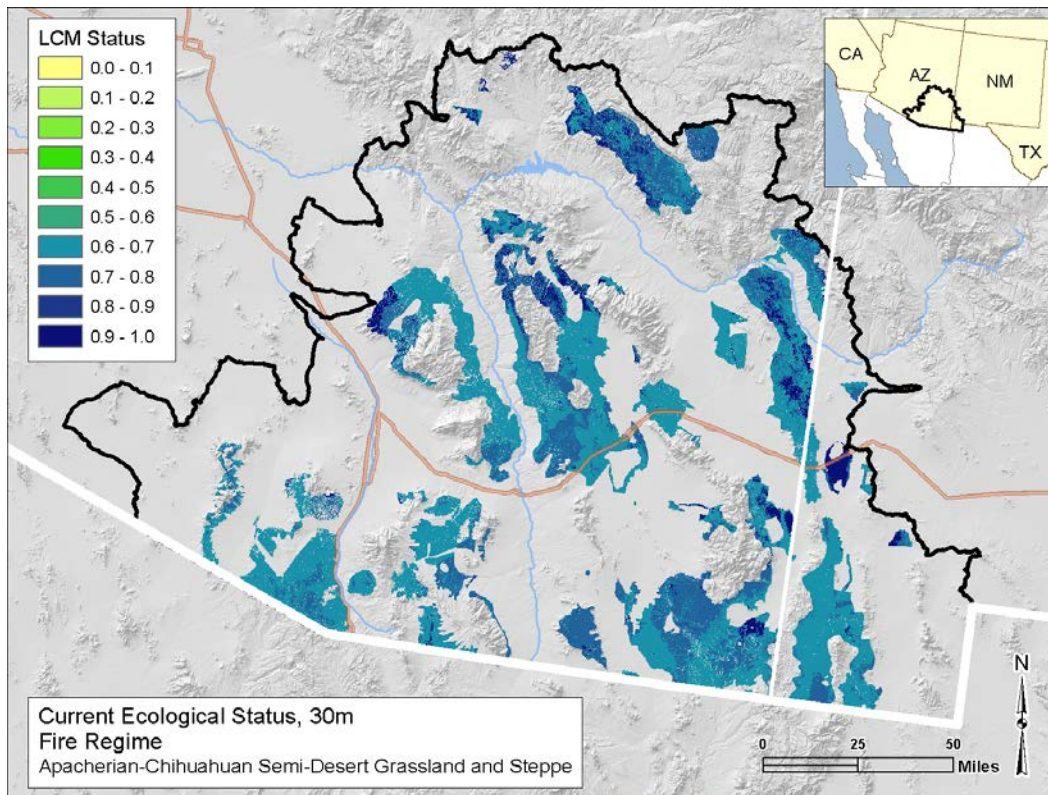 LCM Status
0.0 - 0.1
0.1 - 0.2
0.2 - 0.3
0.3 - 0.4
0.4 - 0.5
0.5 - 0.6
0.6 - 0.7
0.7 - 0.8
0.8 - 0.9
0.9 - 1.0
CA
AZ
NM
TX
Current Ecological Status, 30m
Fire Regime
Apacherian-Chihuahuan Semi-Desert Grassland and Steppe
N
0 25 50
Miles